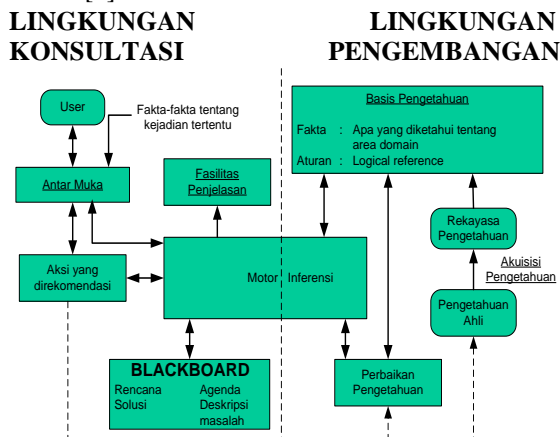 LINGKUNGAN
KONSULTASI
LINGKUNGAN
PENGEMBANGAN
User
Fakta-fakta tentang
kejadian tertentu
Antar Muka
Fasilitas
Penjelasan
Basis Pengetahuan
Fakta : Apa yang diketahui tentang
area domain
Aturan : Logical reference
Rekayasa
Pengetahuan
Akuisisi
Pengetahuan
Aksi yang
direkomendasi
Motor Inferensi
Pengetahuan
Ahli
BLACKBOARD
Rencana Agenda
Solusi Deskripsi
masalah
Perbaikan
Pengetahuan